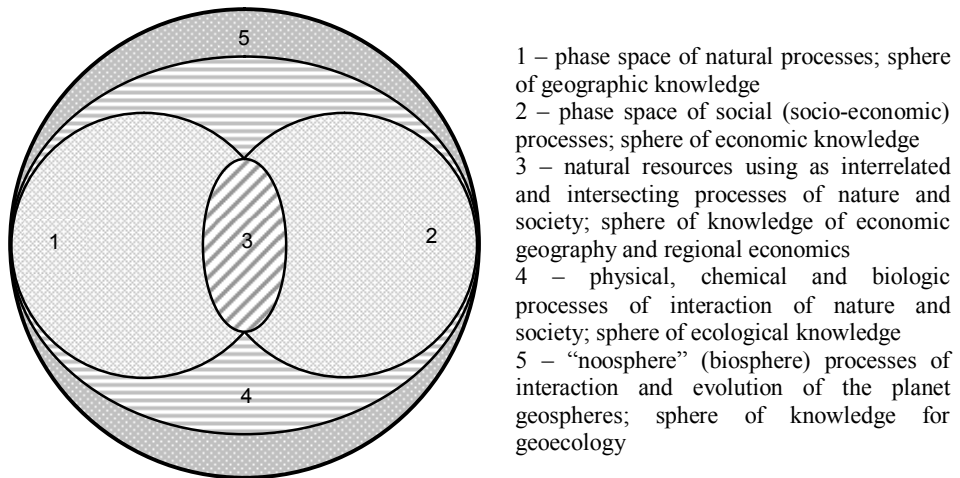 5
1
2
3
4
1 – phase space of natural processes; sphere
of geographic knowledge
2 – phase space of social (socio-economic)
processes; sphere of economic knowledge
3 – natural resources using as interrelated
and intersecting processes of nature and
society; sphere of knowledge of economic
geography and regional economics
4 – physical, chemical and biologic
processes of interaction of nature and
society; sphere of ecological knowledge
5 – “noosphere” (biosphere) processes of
interaction and evolution of the planet
geospheres; sphere of knowledge for
geoecology